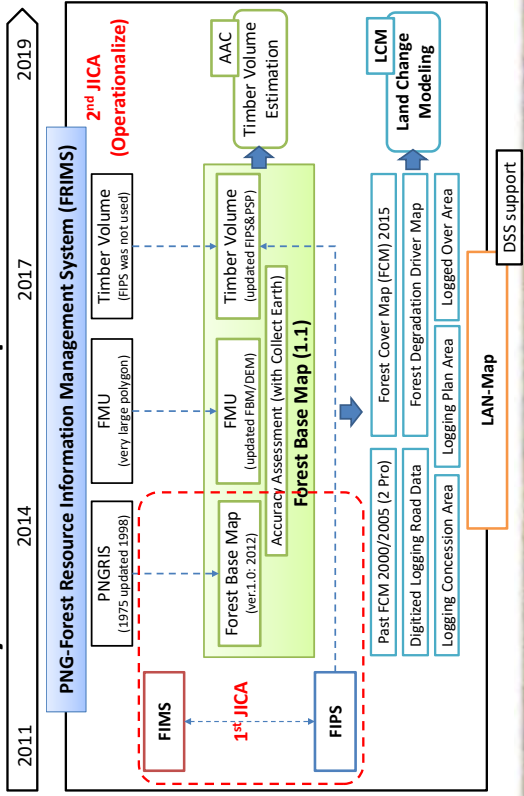 2011
2014
2017
2019
PNG-Forest Resource Information Management System (FRIMS)
2nd JICA
(Operationalize)
PNGRIS
(1975 updated 1998)
FMU
(very large polygon)
Timber Volume
(FIPS was not used)
FIMS
1st JICA
FIPS
Forest Base Map
(ver.1.0: 2012)
FMU
(updated FBM/DEM)
Timber Volume
(updated FIPS&PSP)
Accuracy Assessment (with Collect Earth)
Forest Base Map (1.1)
AAC
Timber Volume
Estimation
Past FCM 2000/2005 (2 Pro)
Forest Cover Map (FCM) 2015
Digitized Logging Road Data
Forest Degradation Driver Map
Logging Concession Area
Logging Plan Area
Logged Over Area
LCM
Land Change
Modeling
LAN-Map
DSS support